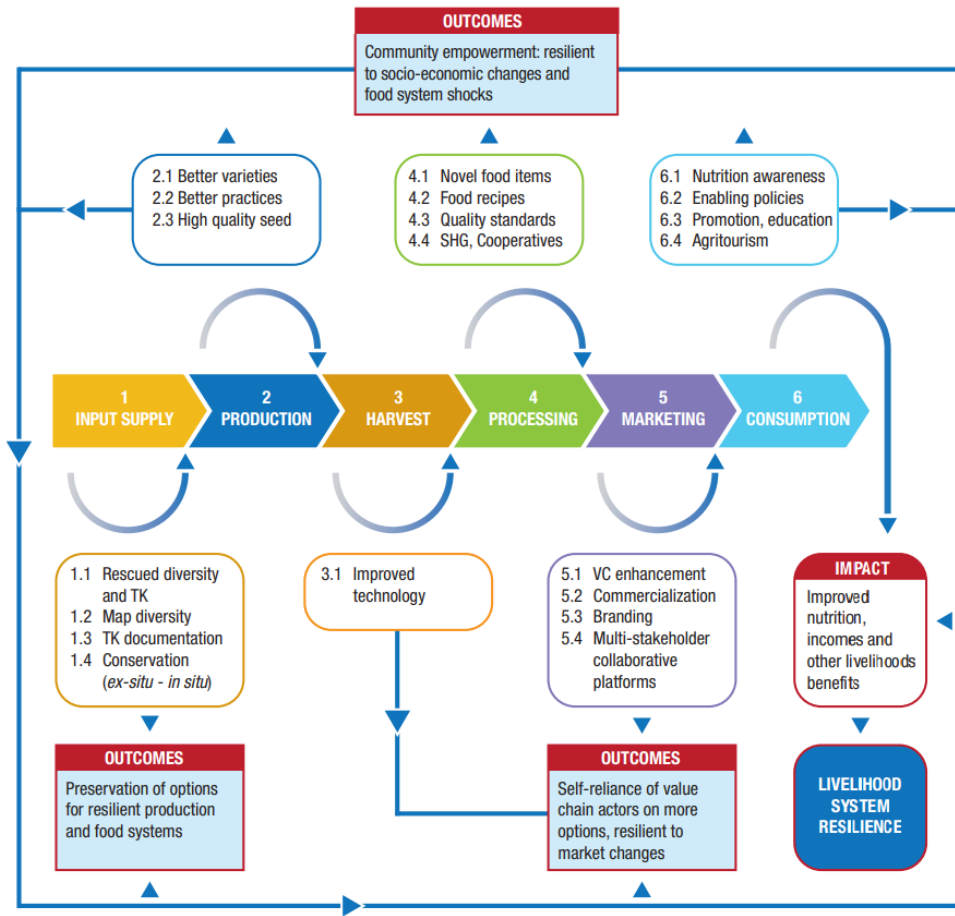 OUTCOMES
Community empowerment: resilient
to socio-economic changes and
food system shocks
2.1 Better varieties
2.2 Better practices
2.3 High quality seed
4.1 Novel food items
4.2 Food recipes
4.3 Quality standards
4.4 SHG, Cooperatives
6.1 Nutrition awareness
6.2 Enabling policies
6.3 Promotion, education
6.4 Agritourism
1
INPUT SUPPLY
2
PRODUCTION
3
HARVEST
4
PROCESSING
5
MARKETING
6
CONSUMPTION
1.1 Rescued diversity
and TK
1.2 Map diversity
1.3 TK documentation
1.4 Conservation
(ex-situ - in situ)
3.1 Improved
technology
5.1 VC enhancement
5.2 Commercialization
5.3 Branding
5.4 Multi-stakeholder
collaborative
platforms
IMPACT
Improved
nutrition,
incomes and
other livelihoods
benefits
OUTCOMES
Preservation of options
for resilient production
and food systems
OUTCOMES
Self-reliance of value
chain actors on more
options, resilient to
market changes
LIVELIHOOD
SYSTEM
RESILIENCE